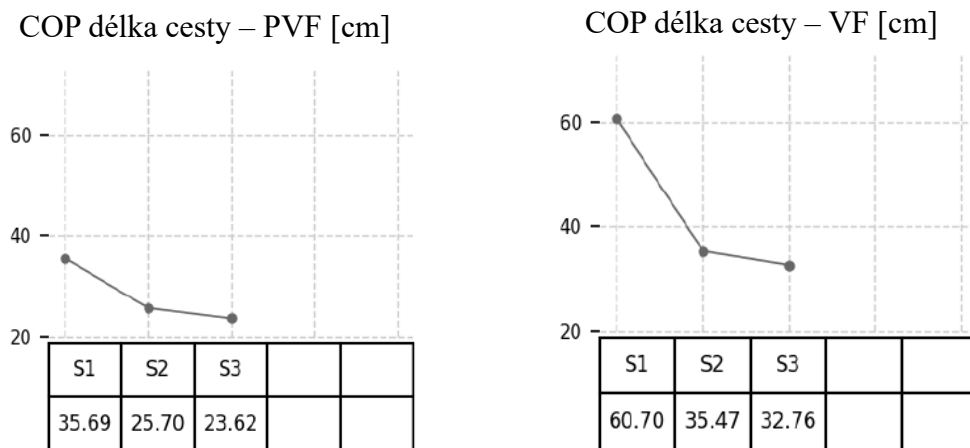 COP délka cesty – PVF [cm]
60
40
20
S1 S2 S3
35.69 25.70 23.62
COP délka cesty – VF [cm]
60
40
20
S1 S2 S3
60.70 35.47 32.76